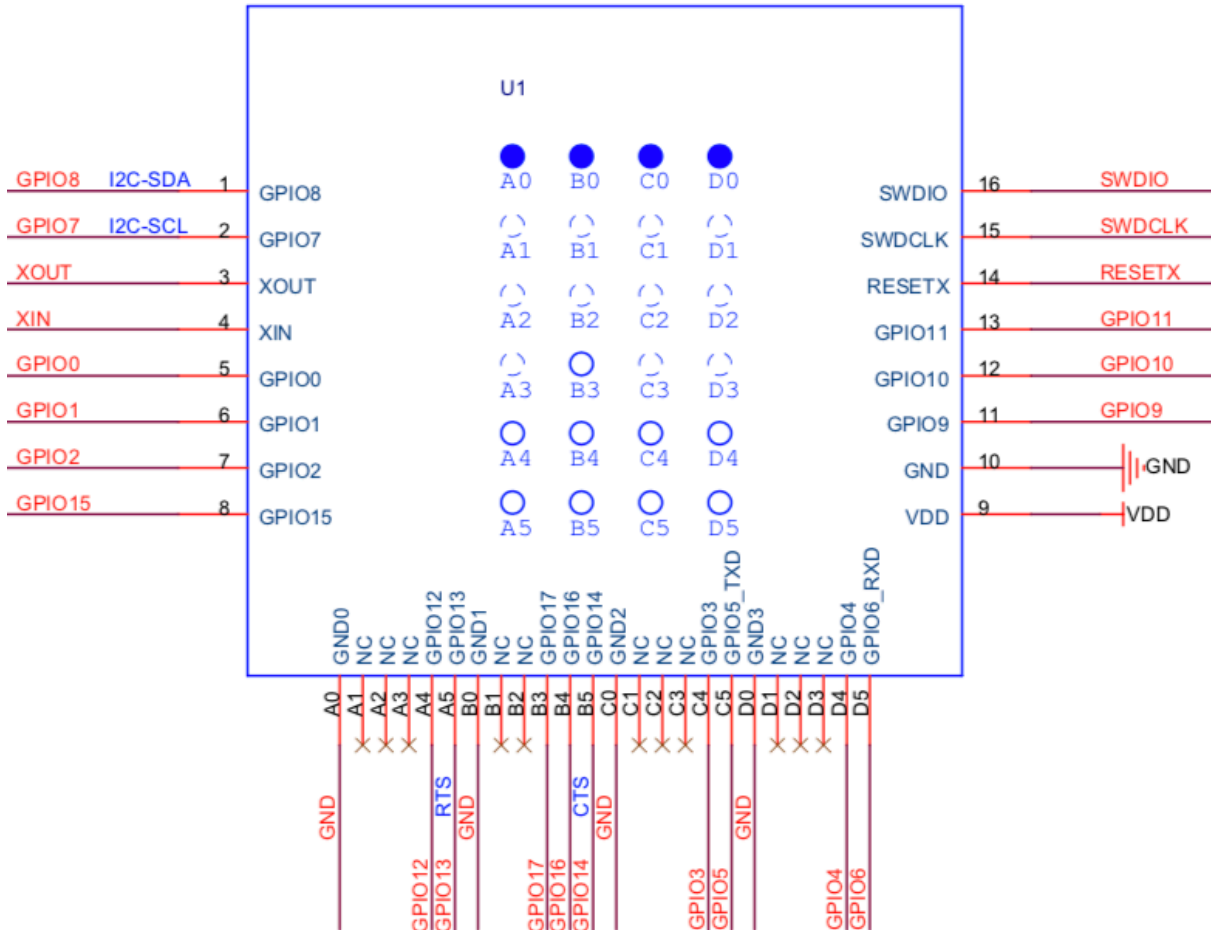 U1
A0 B0 C0 D0
GPIO8 I2C-SDA 1 GPIO8 SWDIO 16 SWDIO
A1 B1 C1 D1
GPIO7 I2C-SCL 2 GPIO7 SWDCLK 15 SWDCLK
XOUT 3 XOUT RESETX 14 RESETX
A2 B2 C2 D2
XIN 4 XIN GPIO11 13 GPIO11
GPIO0 5 GPIO0 GPIO10 12 GPIO10
A3 B3 C3 D3
GPIO1 6 GPIO1 GPIO9 11 GPIO9
A4 B4 C4 D4
GPIO2 7 GPIO2 GND 10 GND
GPIO15 8 GPIO15 VDD 9 VDD
A5 B5 C5 D5
GND0 NC NC NC GPIO12 GPIO13 GND1 NC NC GPIO17 GPIO16 GPIO14 GND2 NC NC NC GPIO3 GPIO5_TXD GND3 NC NC NC GPIO4 GPIO6_RXD
A0 A1 A2 A3 A4 A5 B0 B1 B2 B3 B4 B5 C0 C1 C2 C3 C4 C5 D0 D1 D2 D3 D4 D5
GND RTS GND CTS GND GND
GPIO12 GPIO13 GPIO17 GPIO16 GPIO14 GPIO3 GPIO5 GPIO4 GPIO6